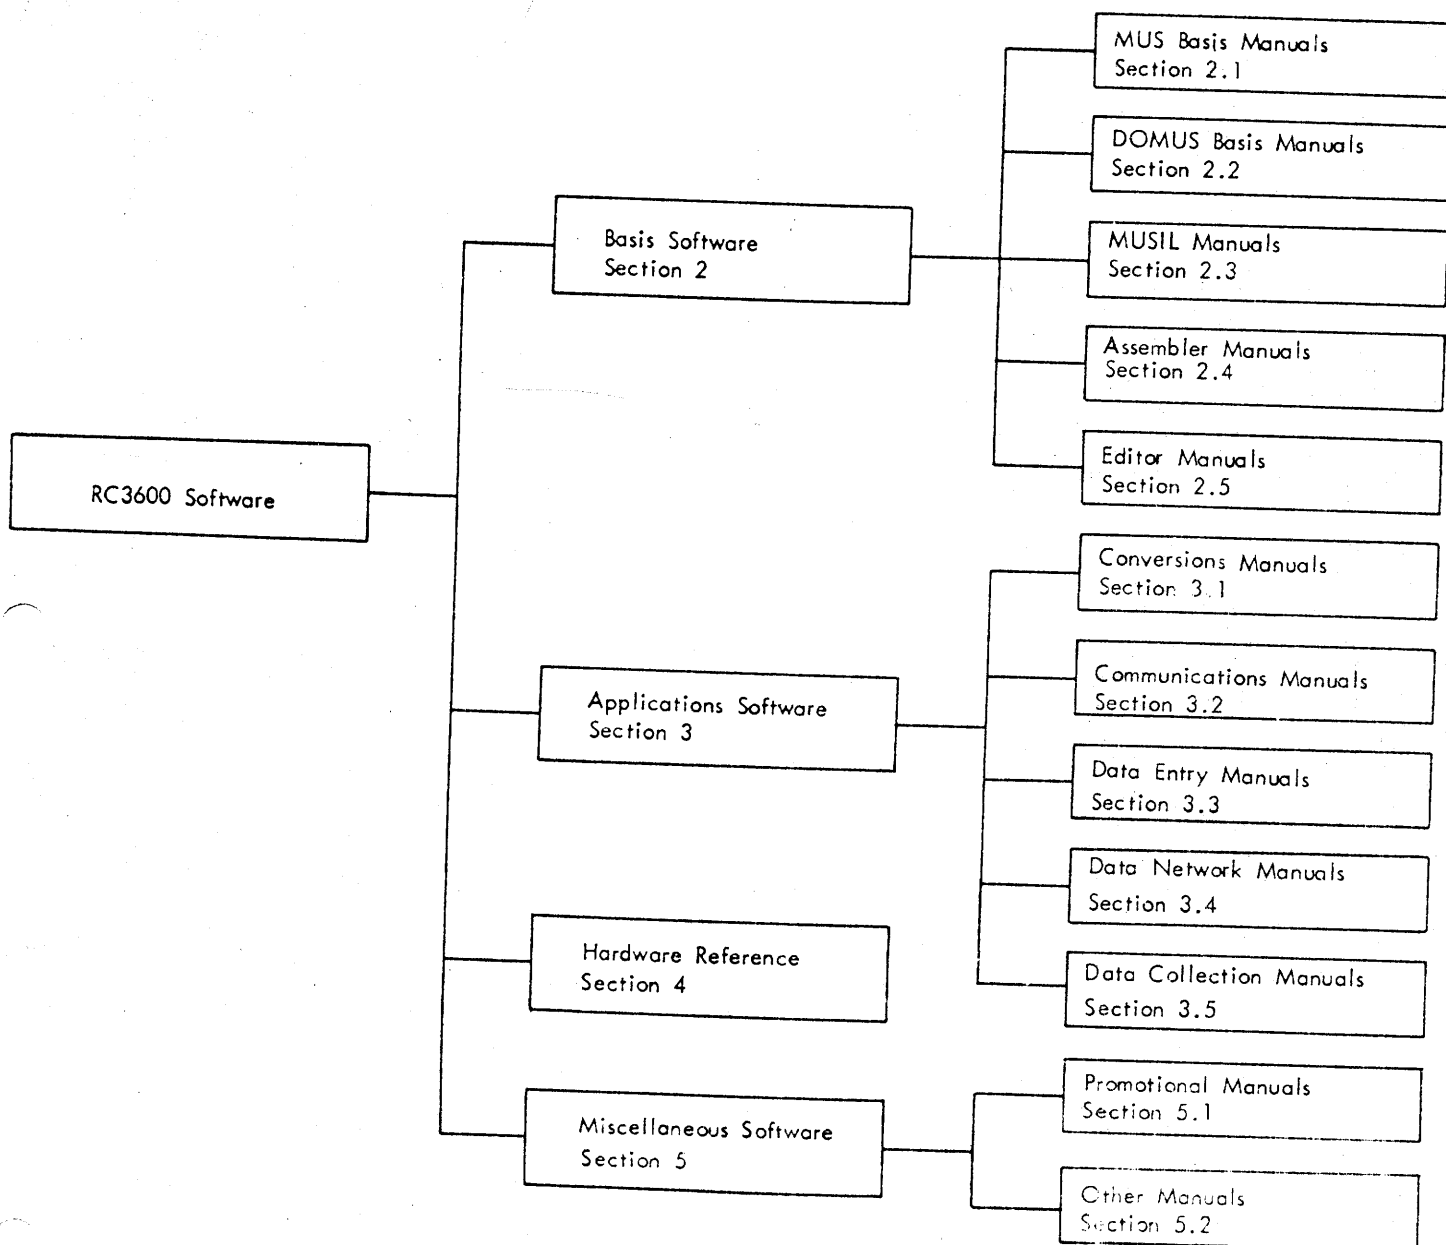 RC3600 Software
Basis Software
Section 2
MUS Basis Manuals
Section 2.1
DOMUS Basis Manuals
Section 2.2
MUSIL Manuals
Section 2.3
Assembler Manuals
Section 2.4
Editor Manuals
Section 2.5
Applications Software
Section 3
Conversions Manuals
Section 3.1
Communications Manuals
Section 3.2
Data Entry Manuals
Section 3.3
Data Network Manuals
Section 3.4
Data Collection Manuals
Section 3.5
Hardware Reference
Section 4
Miscellaneous Software
Section 5
Promotional Manuals
Section 5.1
Other Manuals
Section 5.2